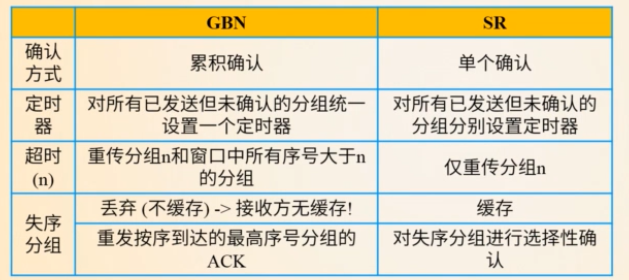 GBN SR
确认
方式
累积确认
单个确认
定时
器
对所有已发送但未确认的分组统一
设置一个定时器
对所有已发送但未确认的
分组分别设置定时器
超时
(n)
重传分组n和窗口中所有序号大于n
的分组
仅重传分组n
失序
分组
丢弃 (不缓存) -> 接收方无缓存!
缓存
重发按序到达的最高序号分组的
ACK
对失序分组进行选择性确
认